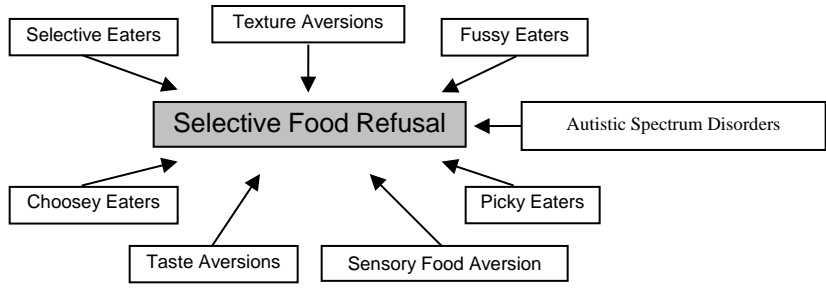 Texture Aversions
Selective Eaters
Fussy Eaters
Selective Food Refusal
Autistic Spectrum Disorders
Choosey Eaters
Picky Eaters
Taste Aversions
Sensory Food Aversion